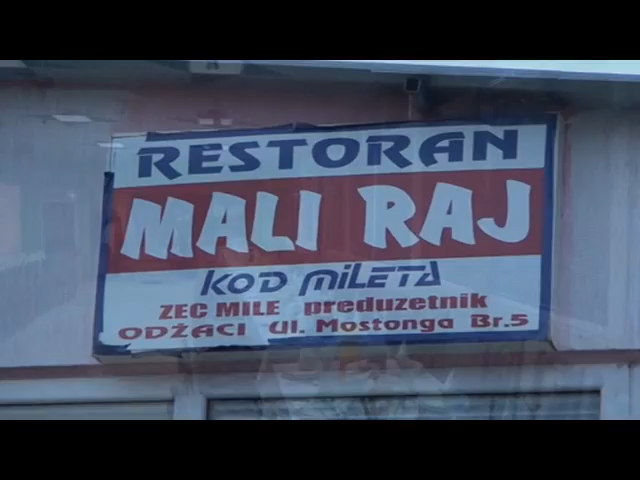 RESTORAN
MALI RAJ
KOD MILETA
ZEC MILE preduzetnik
ODŽACI Ul. Mostonga Br.5